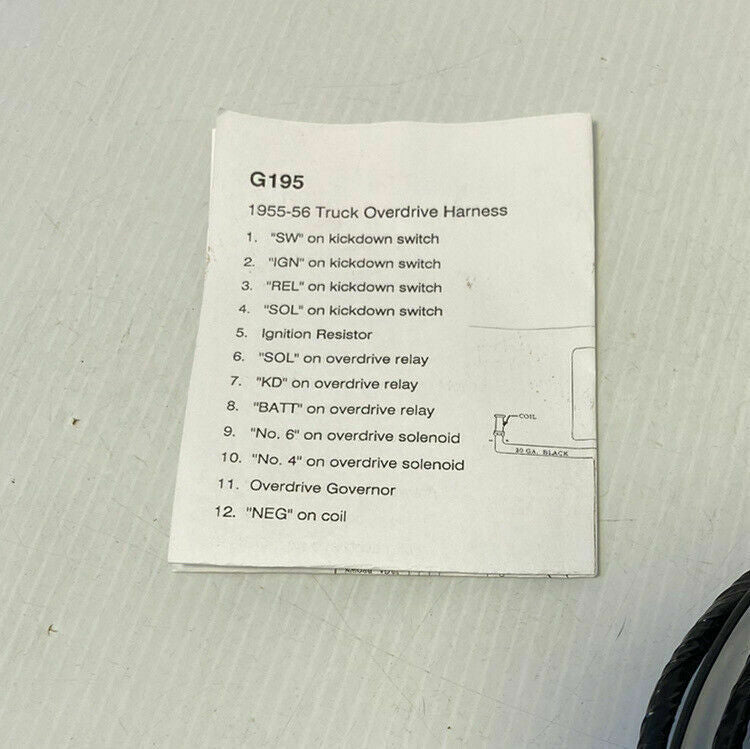 G195
1955-56 Truck Overdrive Harness
1. "SW" on kickdown switch
2. "IGN" on kickdown switch
3. "REL" on kickdown switch
4. "SOL" on kickdown switch
5. Ignition Resistor
6. "SOL" on overdrive relay
7. "KD" on overdrive relay
8. "BATT" on overdrive relay
9. "No. 6" on overdrive solenoid
10. "No. 4" on overdrive solenoid
11. Overdrive Governor
12. "NEG" on coil
COIL
20 GA. BLACK